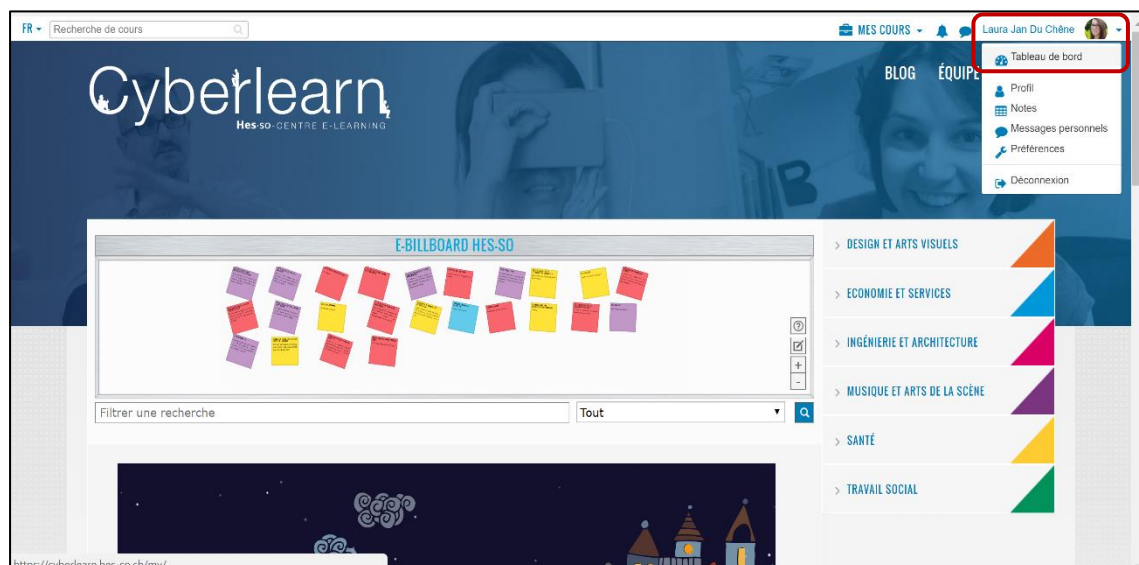 FR
Recherche de cours
MES COURS
Laura Jan Du Chêne
Tableau de bord
Profil
Notes
Messages personnels
Préférences
Déconnexion
Cyberlearn
Hes·so-CENTRE E-LEARNING
BLOG
E-BILLBOARD HES-SO
Filtrer une recherche
Tout
DESIGN ET ARTS VISUELS
ECONOMIE ET SERVICES
INGÉNIERIE ET ARCHITECTURE
MUSIQUE ET ARTS DE LA SCÈNE
SANTÉ
TRAVAIL SOCIAL
https://cyberlearn.hes-so.ch/my/